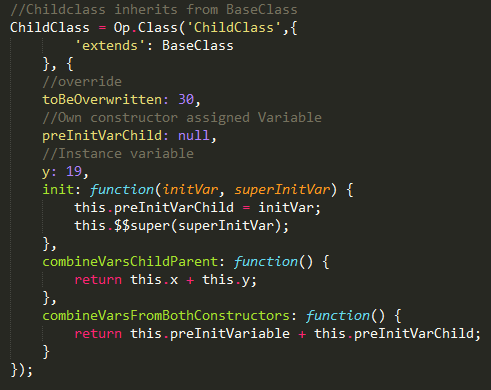 //Childclass inherits from BaseClass
ChildClass = Op.Class('ChildClass',{
        'extends': BaseClass
    }, {
    //override
    toBeOverwritten: 30,
    //Own constructor assigned Variable
    preInitVarChild: null,
    //Instance variable
    y: 19,
    init: function(initVar, superInitVar) {
        this.preInitVarChild = initVar;
        this.$$super(superInitVar);
    },
    combineVarsChildParent: function() {
        return this.x + this.y;
    },
    combineVarsFromBothConstructors: function() {
        return this.preInitVariable + this.preInitVarChild;
    }
});